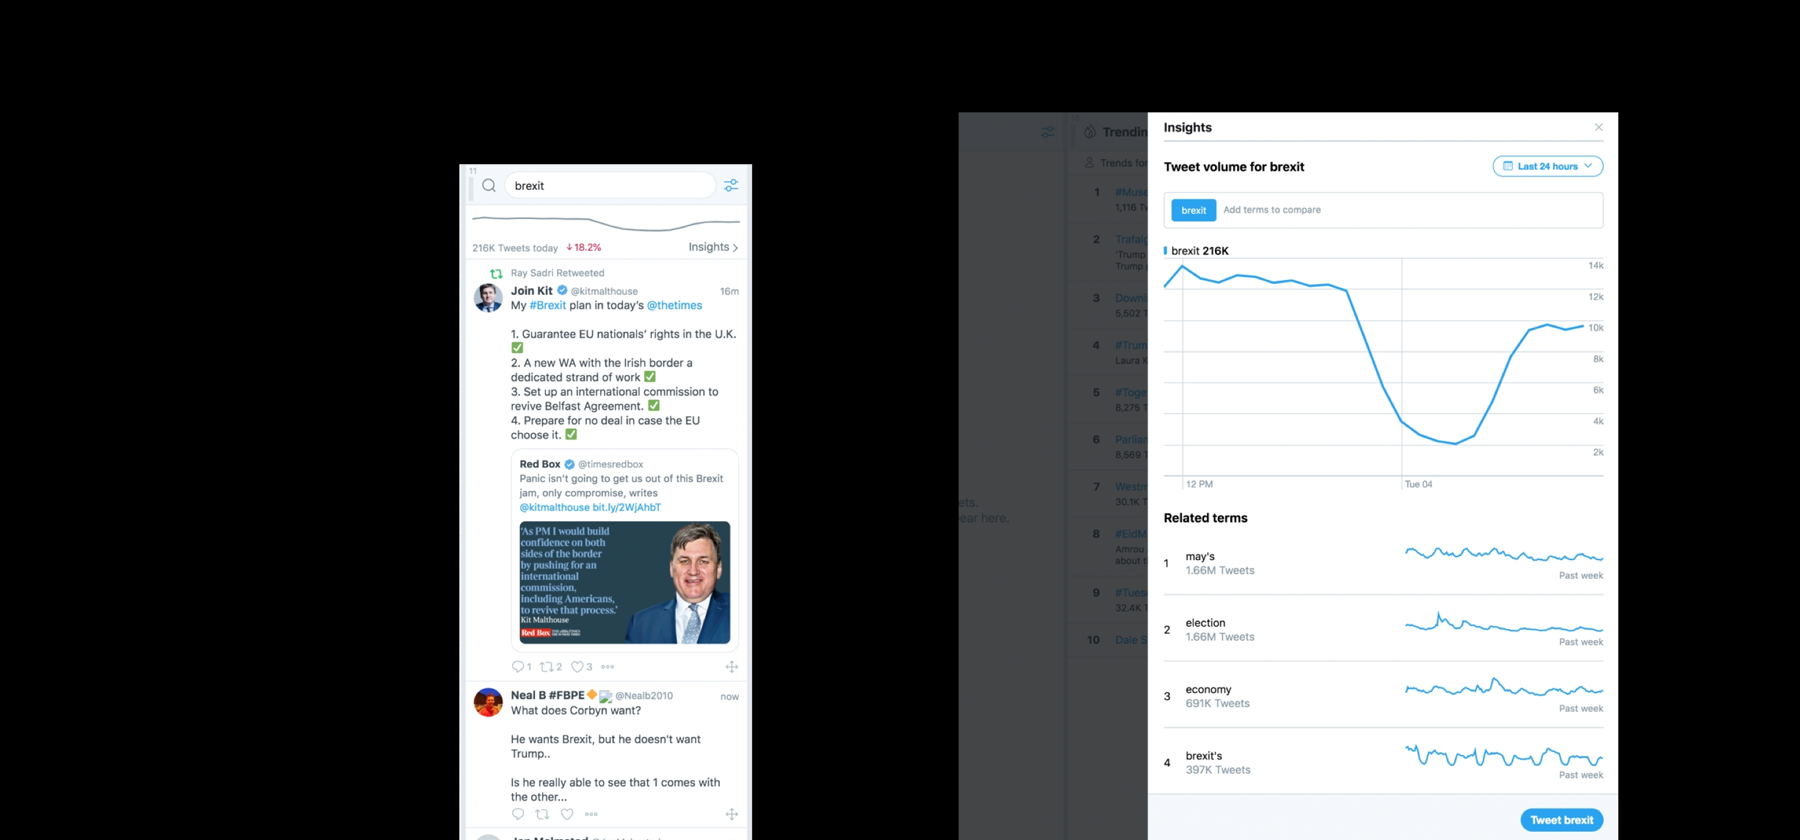 11
brexit
216K Tweets today ↓18.2% Insights >
Ray Sadri Retweeted
Join Kit @kitmalthouse 16m
My #Brexit plan in today's @thetimes
1. Guarantee EU nationals' rights in the U.K.
✅
2. A new WA with the Irish border a
dedicated strand of work ✅
3. Set up an international commission to
revive Belfast Agreement. ✅
4. Prepare for no deal in case the EU
choose it. ✅
Red Box @timesredbox
Panic isn't going to get us out of this Brexit
jam, only compromise, writes
@kitmalthouse bit.ly/2WjAhbT
'As PM I would build
confidence on both
sides of the border
by pushing for an
international
commission,
including Americans,
to revive that process.'
Kit Malthouse
Red Box
1 2 3
Neal B #FBPE🔶 @Nealb2010 now
What does Corbyn want?
He wants Brexit, but he doesn't want
Trump..
Is he really able to see that 1 comes with
the other...
ets.
ear here.
Trendin
Trends for
1 #Muse
1,116 Tw
2 Trafalg
'Trump
Trump
3 Downi
5,602 T
4 #Trum
Laura K
5 #Toge
8,275 T
6 Parlian
8,569 T
7 Westm
30.1K T
8 #EidM
Amrou
about t
9 #Tues
32.4K T
10 Dale S
Insights
Tweet volume for brexit Last 24 hours
brexit Add terms to compare
brexit 216K
14k
12k
10k
8k
6k
4k
2k
12 PM Tue 04
Related terms
1 may's
1.66M Tweets Past week
2 election
1.66M Tweets Past week
3 economy
691K Tweets Past week
4 brexit's
397K Tweets Past week
Tweet brexit